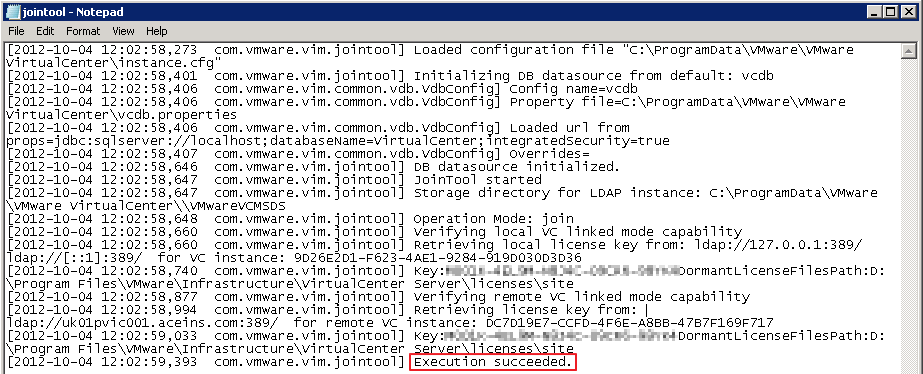 jointool - Notepad
File Edit Format View Help
[2012-10-04 12:02:58,273  com.vmware.vim.jointool] Loaded configuration file "C:\ProgramData\VMware\VMware
VirtualCenter\instance.cfg"
[2012-10-04 12:02:58,401  com.vmware.vim.jointool] Initializing DB datasource from default: vcdb
[2012-10-04 12:02:58,406  com.vmware.vim.common.vdb.VdbConfig] Config name=vcdb
[2012-10-04 12:02:58,406  com.vmware.vim.common.vdb.VdbConfig] Property file=C:\ProgramData\VMware\VMware
VirtualCenter\vcdb.properties
[2012-10-04 12:02:58,406  com.vmware.vim.common.vdb.VdbConfig] Loaded url from
props=jdbc:sqlserver://localhost;databaseName=VirtualCenter;integratedSecurity=true
[2012-10-04 12:02:58,407  com.vmware.vim.common.vdb.VdbConfig] Overrides=
[2012-10-04 12:02:58,646  com.vmware.vim.jointool] DB datasource initialized.
[2012-10-04 12:02:58,647  com.vmware.vim.jointool] JoinTool started
[2012-10-04 12:02:58,647  com.vmware.vim.jointool] Storage directory for LDAP instance: C:\ProgramData\VMware
\VMware VirtualCenter\\VMwareVCMSDS
[2012-10-04 12:02:58,648  com.vmware.vim.jointool] Operation Mode: join
[2012-10-04 12:02:58,660  com.vmware.vim.jointool] Verifying local VC linked mode capability
[2012-10-04 12:02:58,660  com.vmware.vim.jointool] Retrieving local license key from: ldap://127.0.0.1:389/
ldap://[::1]:389/  for VC instance: 9D26E2D1-F623-4AE1-9284-919D030D3D36
[2012-10-04 12:02:58,740  com.vmware.vim.jointool] Key: DormantLicenseFilesPath:D:
\Program Files\VMware\Infrastructure\VirtualCenter Server\licenses\site
[2012-10-04 12:02:58,877  com.vmware.vim.jointool] Verifying remote VC linked mode capability
[2012-10-04 12:02:58,994  com.vmware.vim.jointool] Retrieving license key from:
ldap://uk01pvic001.aceins.com:389/  for remote VC instance: DC7D19E7-CCFD-4F6E-A8BB-47B7F169F717
[2012-10-04 12:02:59,033  com.vmware.vim.jointool] Key: DormantLicenseFilesPath:D:
\Program Files\VMware\Infrastructure\VirtualCenter Server\licenses\site
[2012-10-04 12:02:59,393  com.vmware.vim.jointool] Execution succeeded.